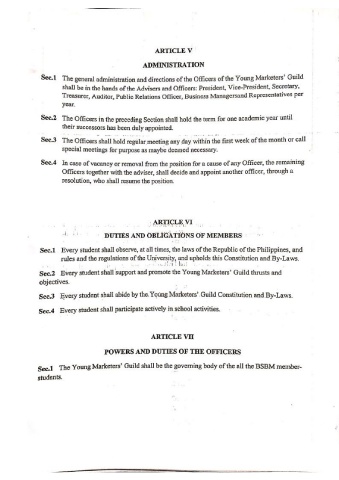 ARTICLE V
ADMINISTRATION
Sec.1 The general administration and directions of the Officers of the Young Marketers' Guild
shall be in the hands of the Advisers and Officers: President, Vice-President, Secretary,
Treasurer, Auditor, Public Relations Officer, Business Managersand Representatives per
year.
Sec.2 The Officers in the preceding Section shall hold the term for one academic year until
their successors has been duly appointed.
Sec.3 The Officers shall hold regular meeting any day within the first week of the month or call
special meetings for purpose as maybe deemed necessary.
Sec.4 In case of vacancy or removal from the position for a cause of any Officer, the remaining
Officers together with the adviser, shall decide and appoint another officer, through a
resolution, who shall resume the position.
ARTICLE VI
DUTIES AND OBLIGATIONS OF MEMBERS
Sec.1 Every student shall observe, at all times, the laws of the Republic of the Philippines, and
rules and the regulations of the University, and upholds this Constitution and By-Laws.
Sec.2 Every student shall support and promote the Young Marketers' Guild thrusts and
objectives.
Sec.3 Every student shall abide by the Young Marketers' Guild Constitution and By-Laws.
Sec.4 Every student shall participate actively in school activities.
ARTICLE VII
POWERS AND DUTIES OF THE OFFICERS
Sec.1 The Young Marketers' Guild shall be the governing body of the all the BSBM member-
students.